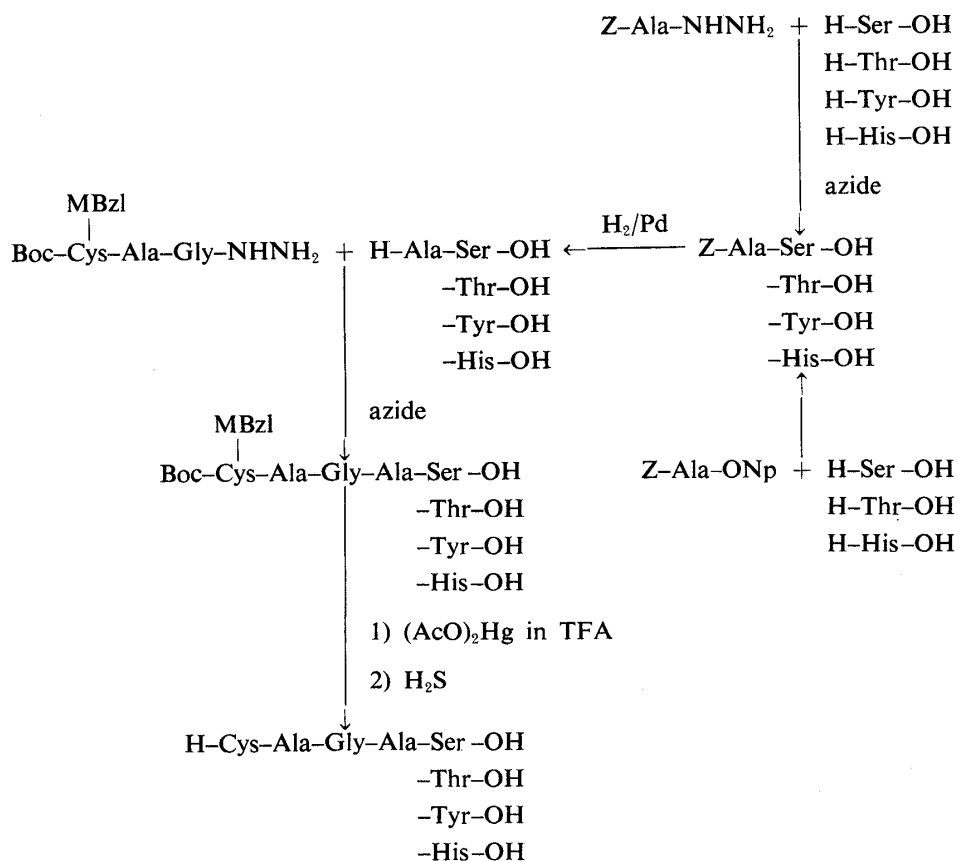 Z–Ala–NHNH₂ + H–Ser –OH
H–Thr–OH
H–Tyr–OH
H–His–OH
azide
MBzl
H₂/Pd
Boc–Cys–Ala–Gly–NHNH₂ + H–Ala–Ser –OH
Z–Ala–Ser –OH
–Thr–OH
–Thr–OH
–Tyr–OH
–Tyr–OH
–His–OH
–His–OH
azide
MBzl
Boc–Cys–Ala–Gly–Ala–Ser –OH
Z–Ala–ONp + H–Ser –OH
–Thr–OH
H–Thr–OH
–Tyr–OH
H–His–OH
–His–OH
1) (AcO)₂Hg in TFA
2) H₂S
H–Cys–Ala–Gly–Ala–Ser –OH
–Thr–OH
–Tyr–OH
–His–OH